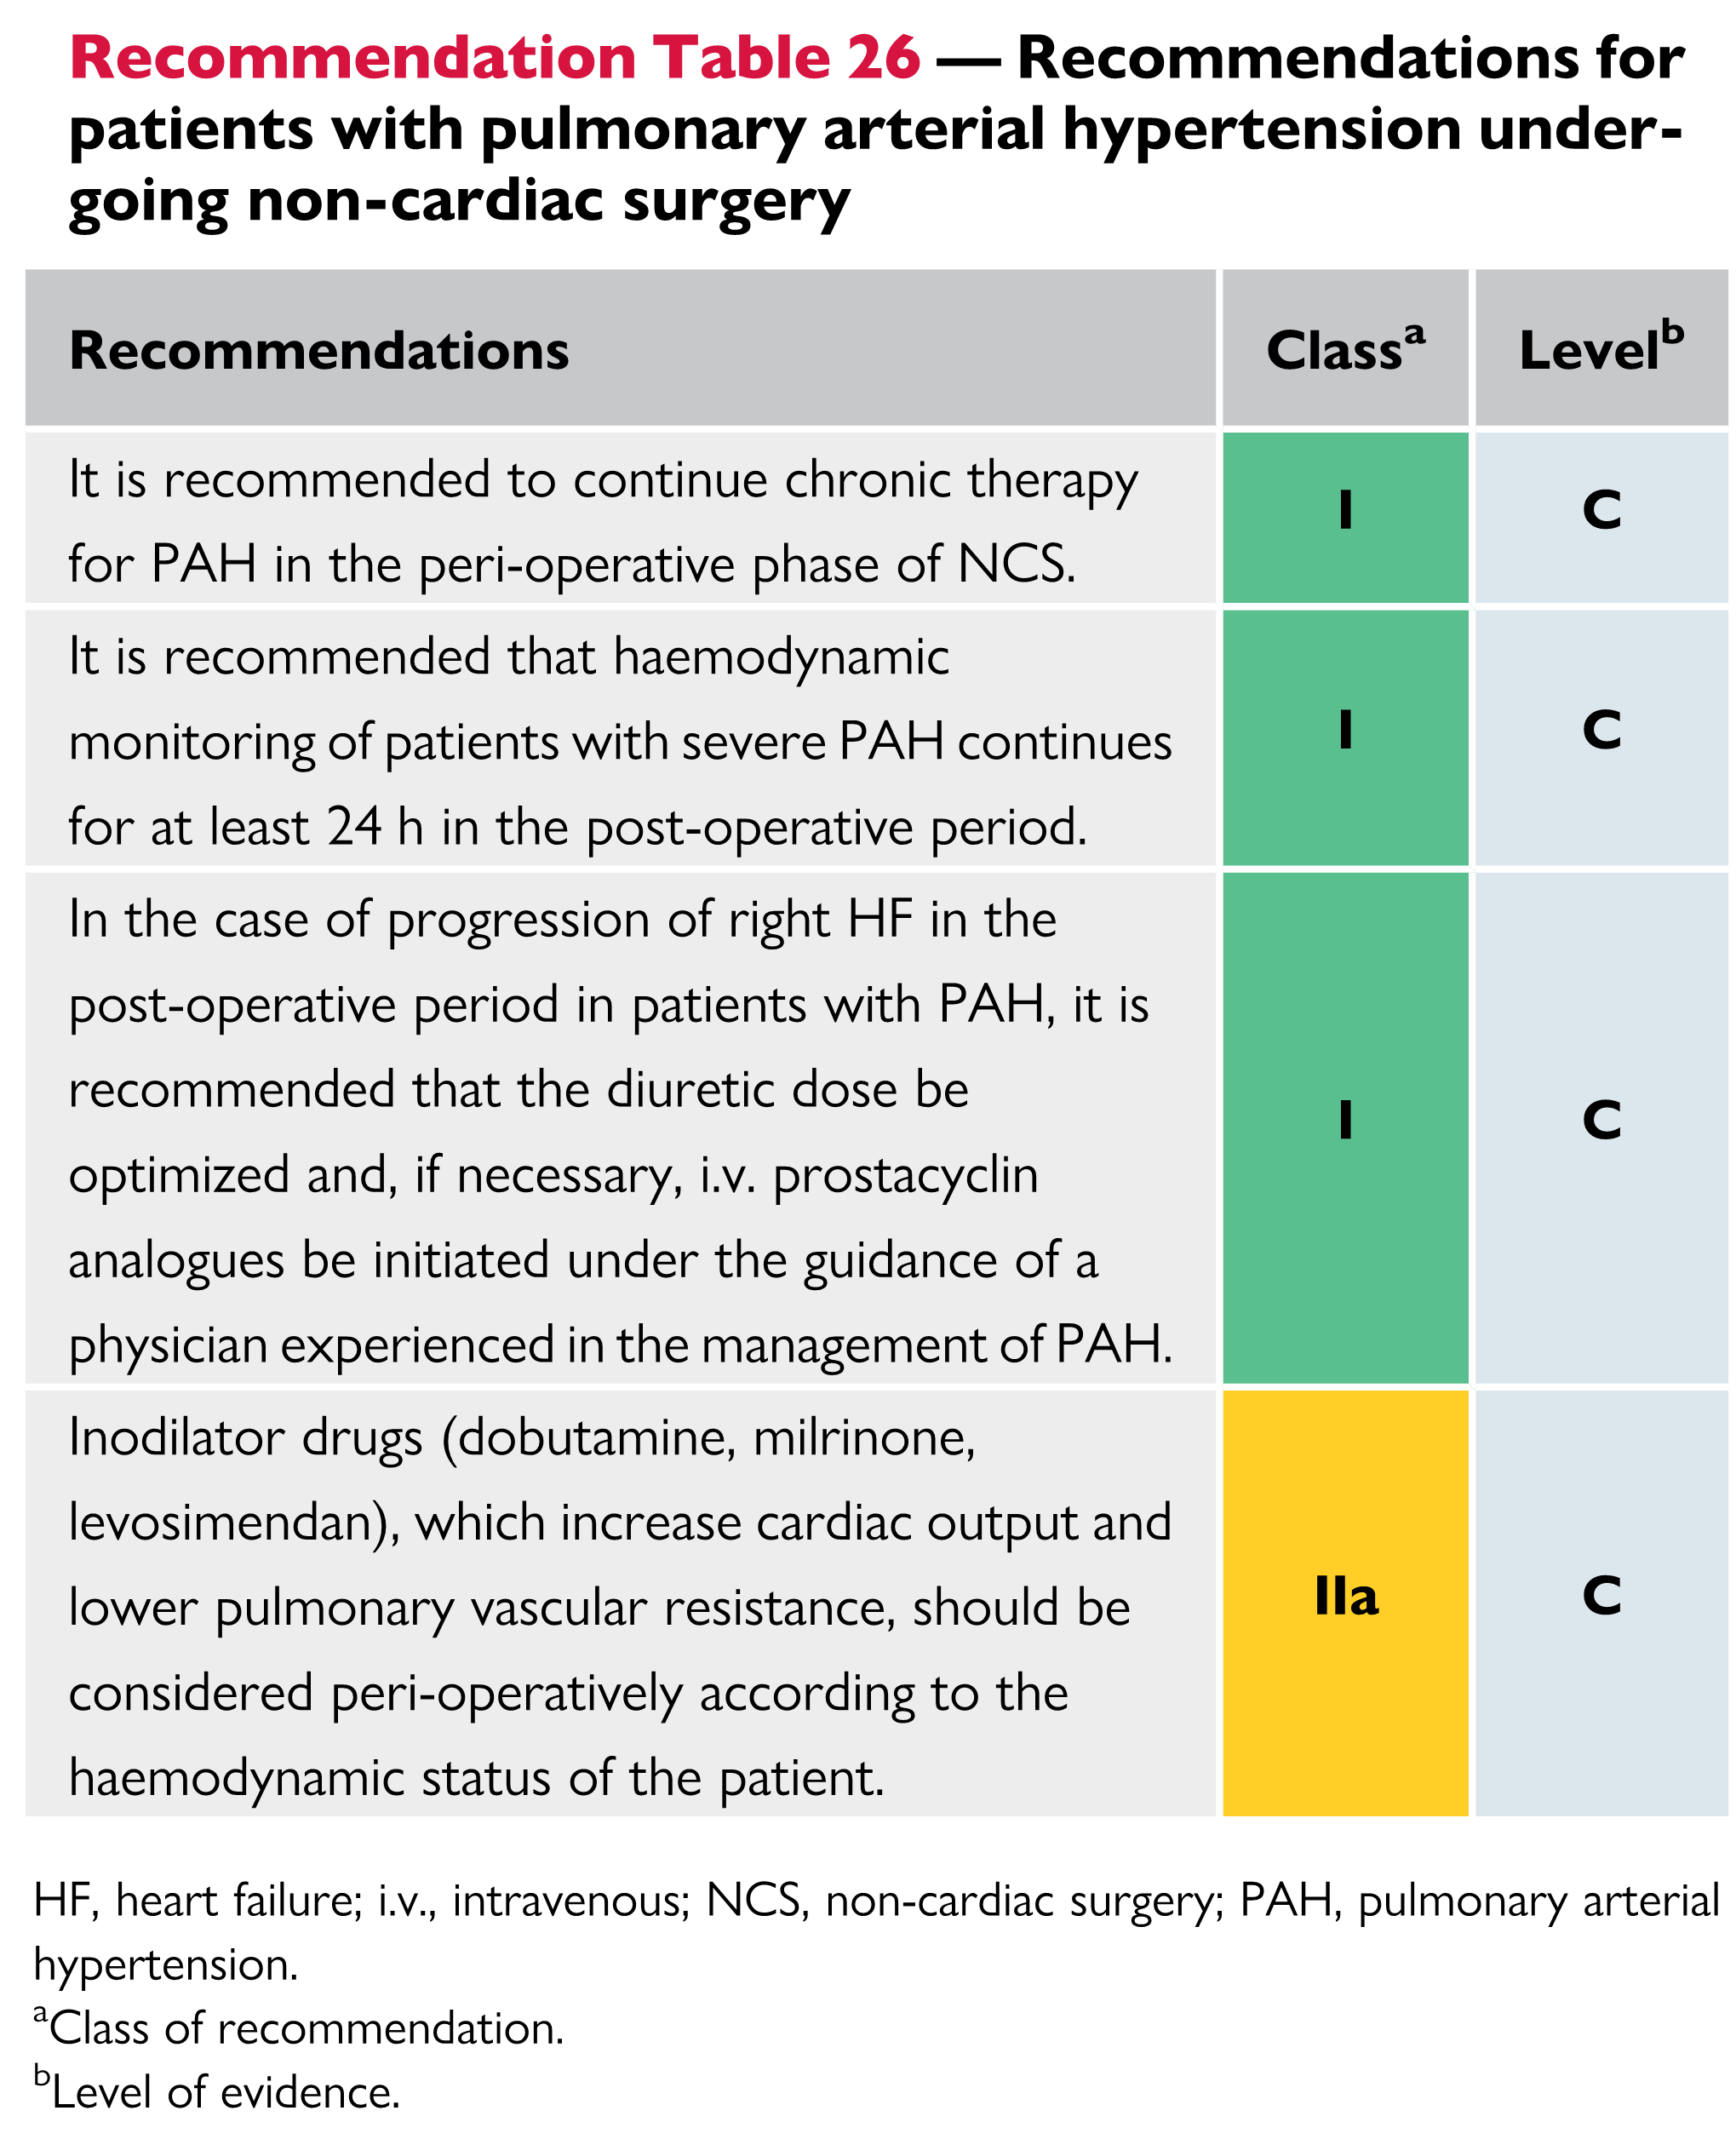 Recommendation Table 26 — Recommendations for
patients with pulmonary arterial hypertension under-
going non-cardiac surgery
Recommendations Classᵃ Levelᵇ
It is recommended to continue chronic therapy
for PAH in the peri-operative phase of NCS.
I C
It is recommended that haemodynamic
monitoring of patients with severe PAH continues
for at least 24 h in the post-operative period.
I C
In the case of progression of right HF in the
post-operative period in patients with PAH, it is
recommended that the diuretic dose be
optimized and, if necessary, i.v. prostacyclin
analogues be initiated under the guidance of a
physician experienced in the management of PAH.
I C
Inodilator drugs (dobutamine, milrinone,
levosimendan), which increase cardiac output and
lower pulmonary vascular resistance, should be
considered peri-operatively according to the
haemodynamic status of the patient.
IIa C
HF, heart failure; i.v., intravenous; NCS, non-cardiac surgery; PAH, pulmonary arterial
hypertension.
ᵃClass of recommendation.
ᵇLevel of evidence.